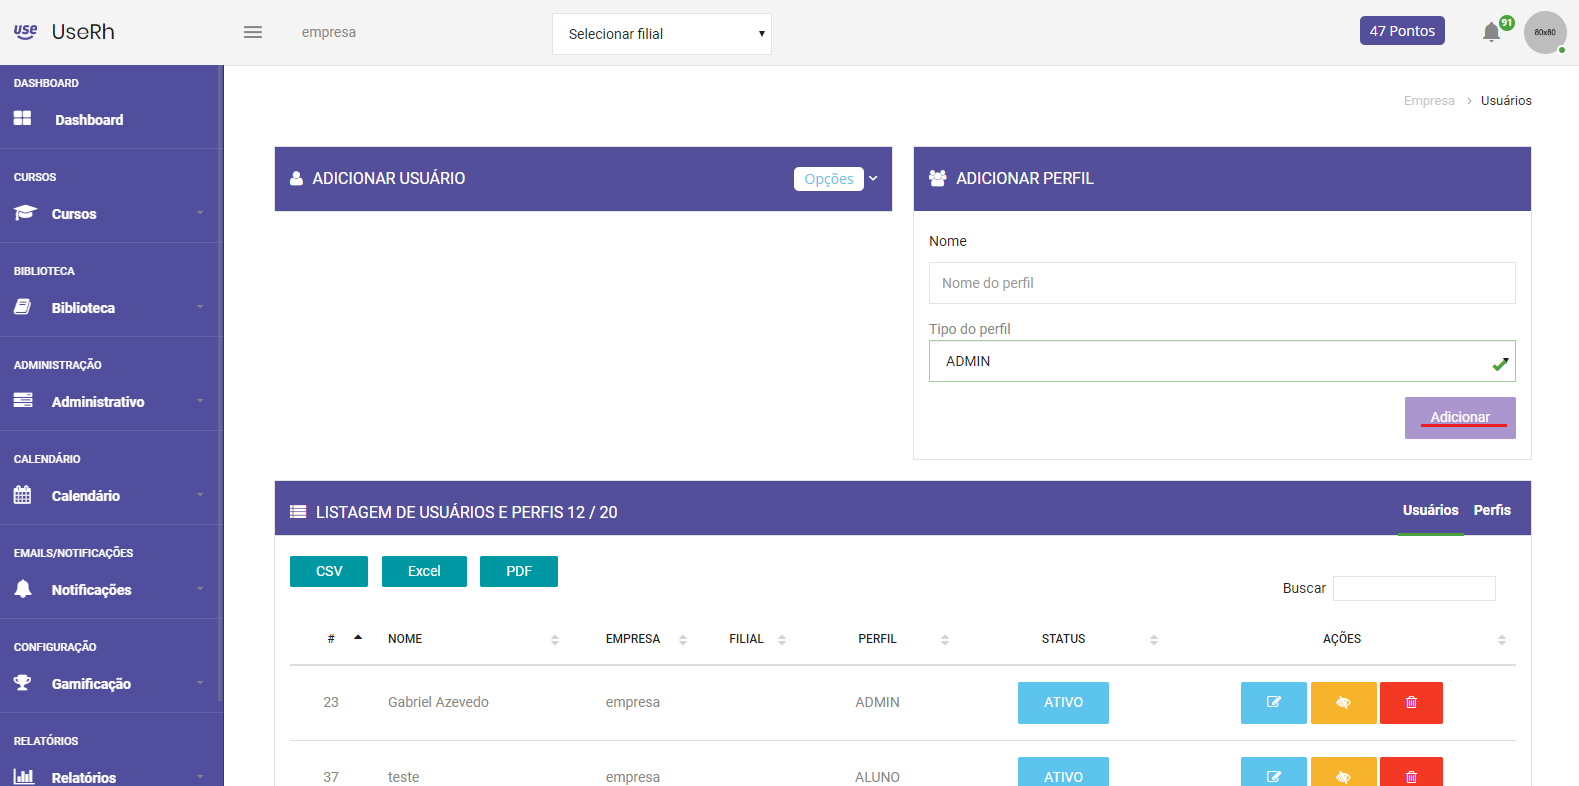 use UseRh
empresa
Selecionar filial
47 Pontos
91
80x80
DASHBOARD
Dashboard
CURSOS
Cursos
BIBLIOTECA
Biblioteca
ADMINISTRAÇÃO
Administrativo
CALENDÁRIO
Calendário
EMAILS/NOTIFICAÇÕES
Notificações
CONFIGURAÇÃO
Gamificação
RELATÓRIOS
Relatórios
Empresa > Usuários
ADICIONAR USUÁRIO
Opções
ADICIONAR PERFIL
Nome
Nome do perfil
Tipo do perfil
ADMIN
Adicionar
LISTAGEM DE USUÁRIOS E PERFIS 12 / 20
Usuários Perfis
CSV Excel PDF
Buscar
# NOME EMPRESA FILIAL PERFIL STATUS AÇÕES
23 Gabriel Azevedo empresa ADMIN ATIVO
37 teste empresa ALUNO ATIVO